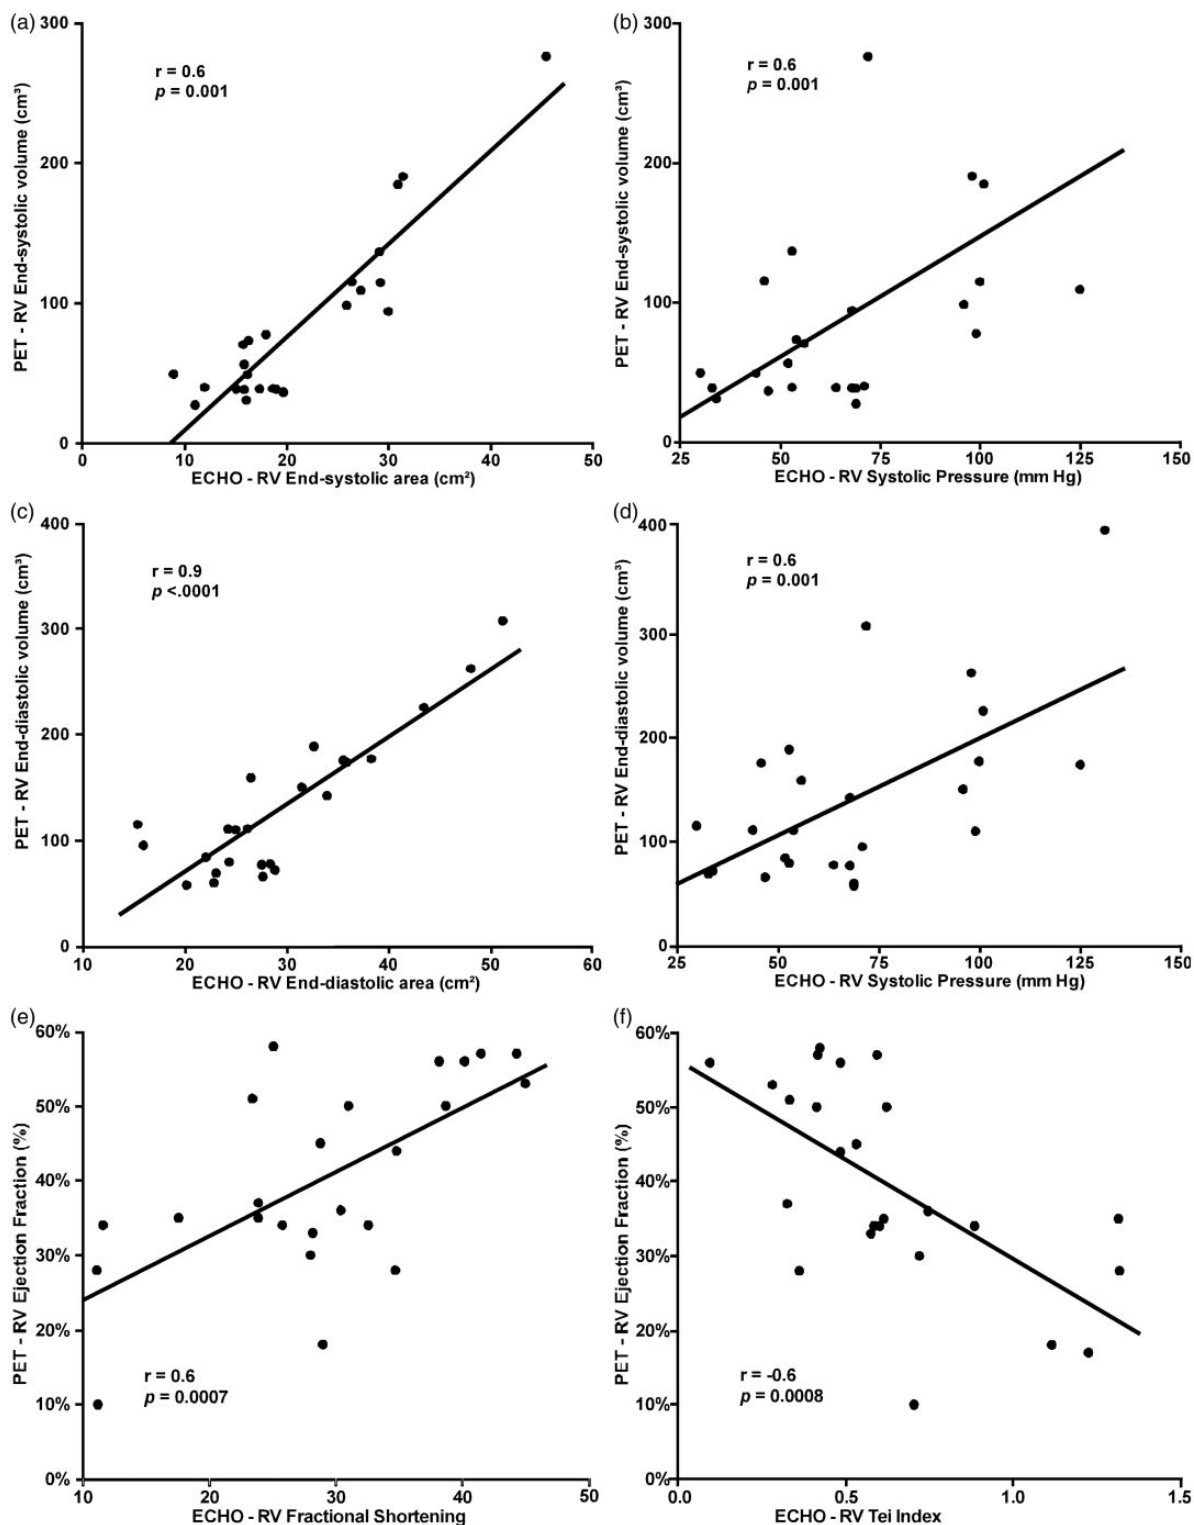 (a)
300
200
100
0
PET - RV End-systolic volume (cm³)
r = 0.6
p = 0.001
0 10 20 30 40 50
ECHO - RV End-systolic area (cm²)
(b)
300
200
100
0
PET - RV End-systolic volume (cm³)
r = 0.6
p = 0.001
25 50 75 100 125 150
ECHO - RV Systolic Pressure (mm Hg)
(c)
400
300
200
100
0
PET - RV End-diastolic volume (cm³)
r = 0.9
p <.0001
10 20 30 40 50 60
ECHO - RV End-diastolic area (cm²)
(d)
400
300
200
100
0
PET - RV End-diastolic volume (cm³)
r = 0.6
p = 0.001
25 50 75 100 125 150
ECHO - RV Systolic Pressure (mm Hg)
(e)
60%
50%
40%
30%
20%
10%
0%
PET - RV Ejection Fraction (%)
r = 0.6
p = 0.0007
10 20 30 40 50
ECHO - RV Fractional Shortening
(f)
60%
50%
40%
30%
20%
10%
0%
PET - RV Ejection Fraction (%)
r = -0.6
p = 0.0008
0.0 0.5 1.0 1.5
ECHO - RV Tei Index